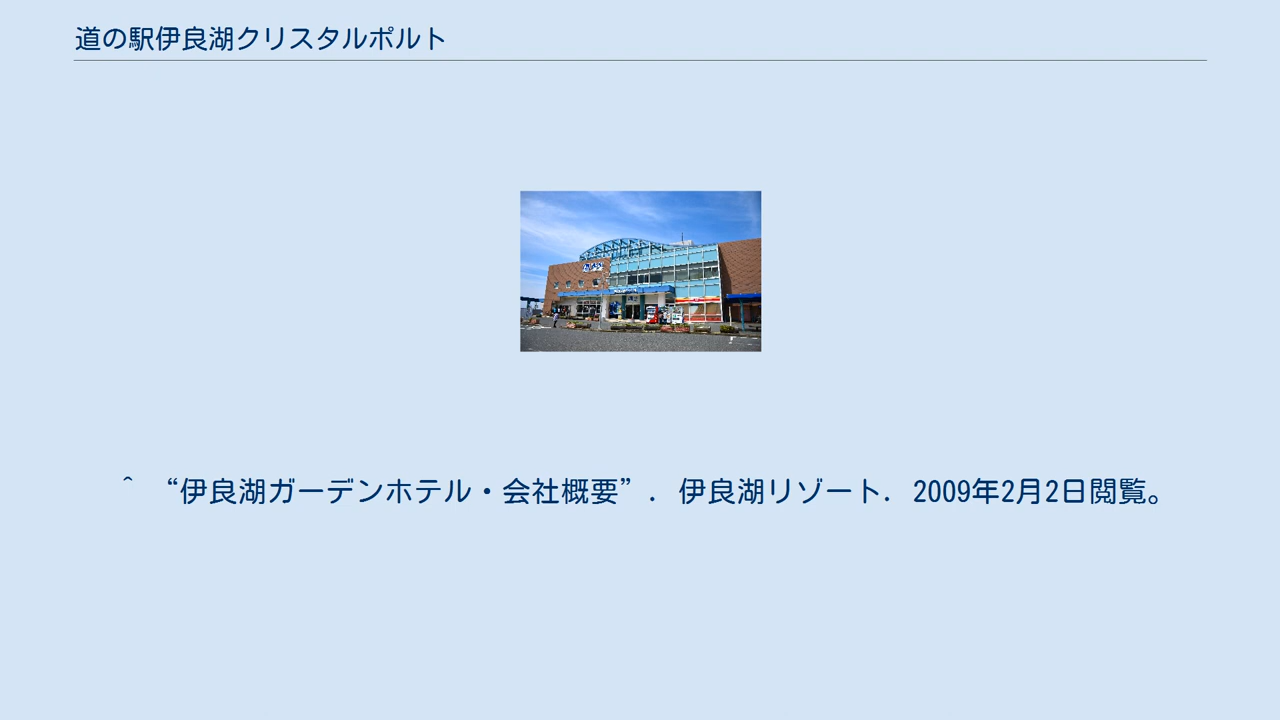 道の駅伊良湖クリスタルポルト
^ “伊良湖ガーデンホテル・会社概要”. 伊良湖リゾート. 2009年2月2日閲覧。